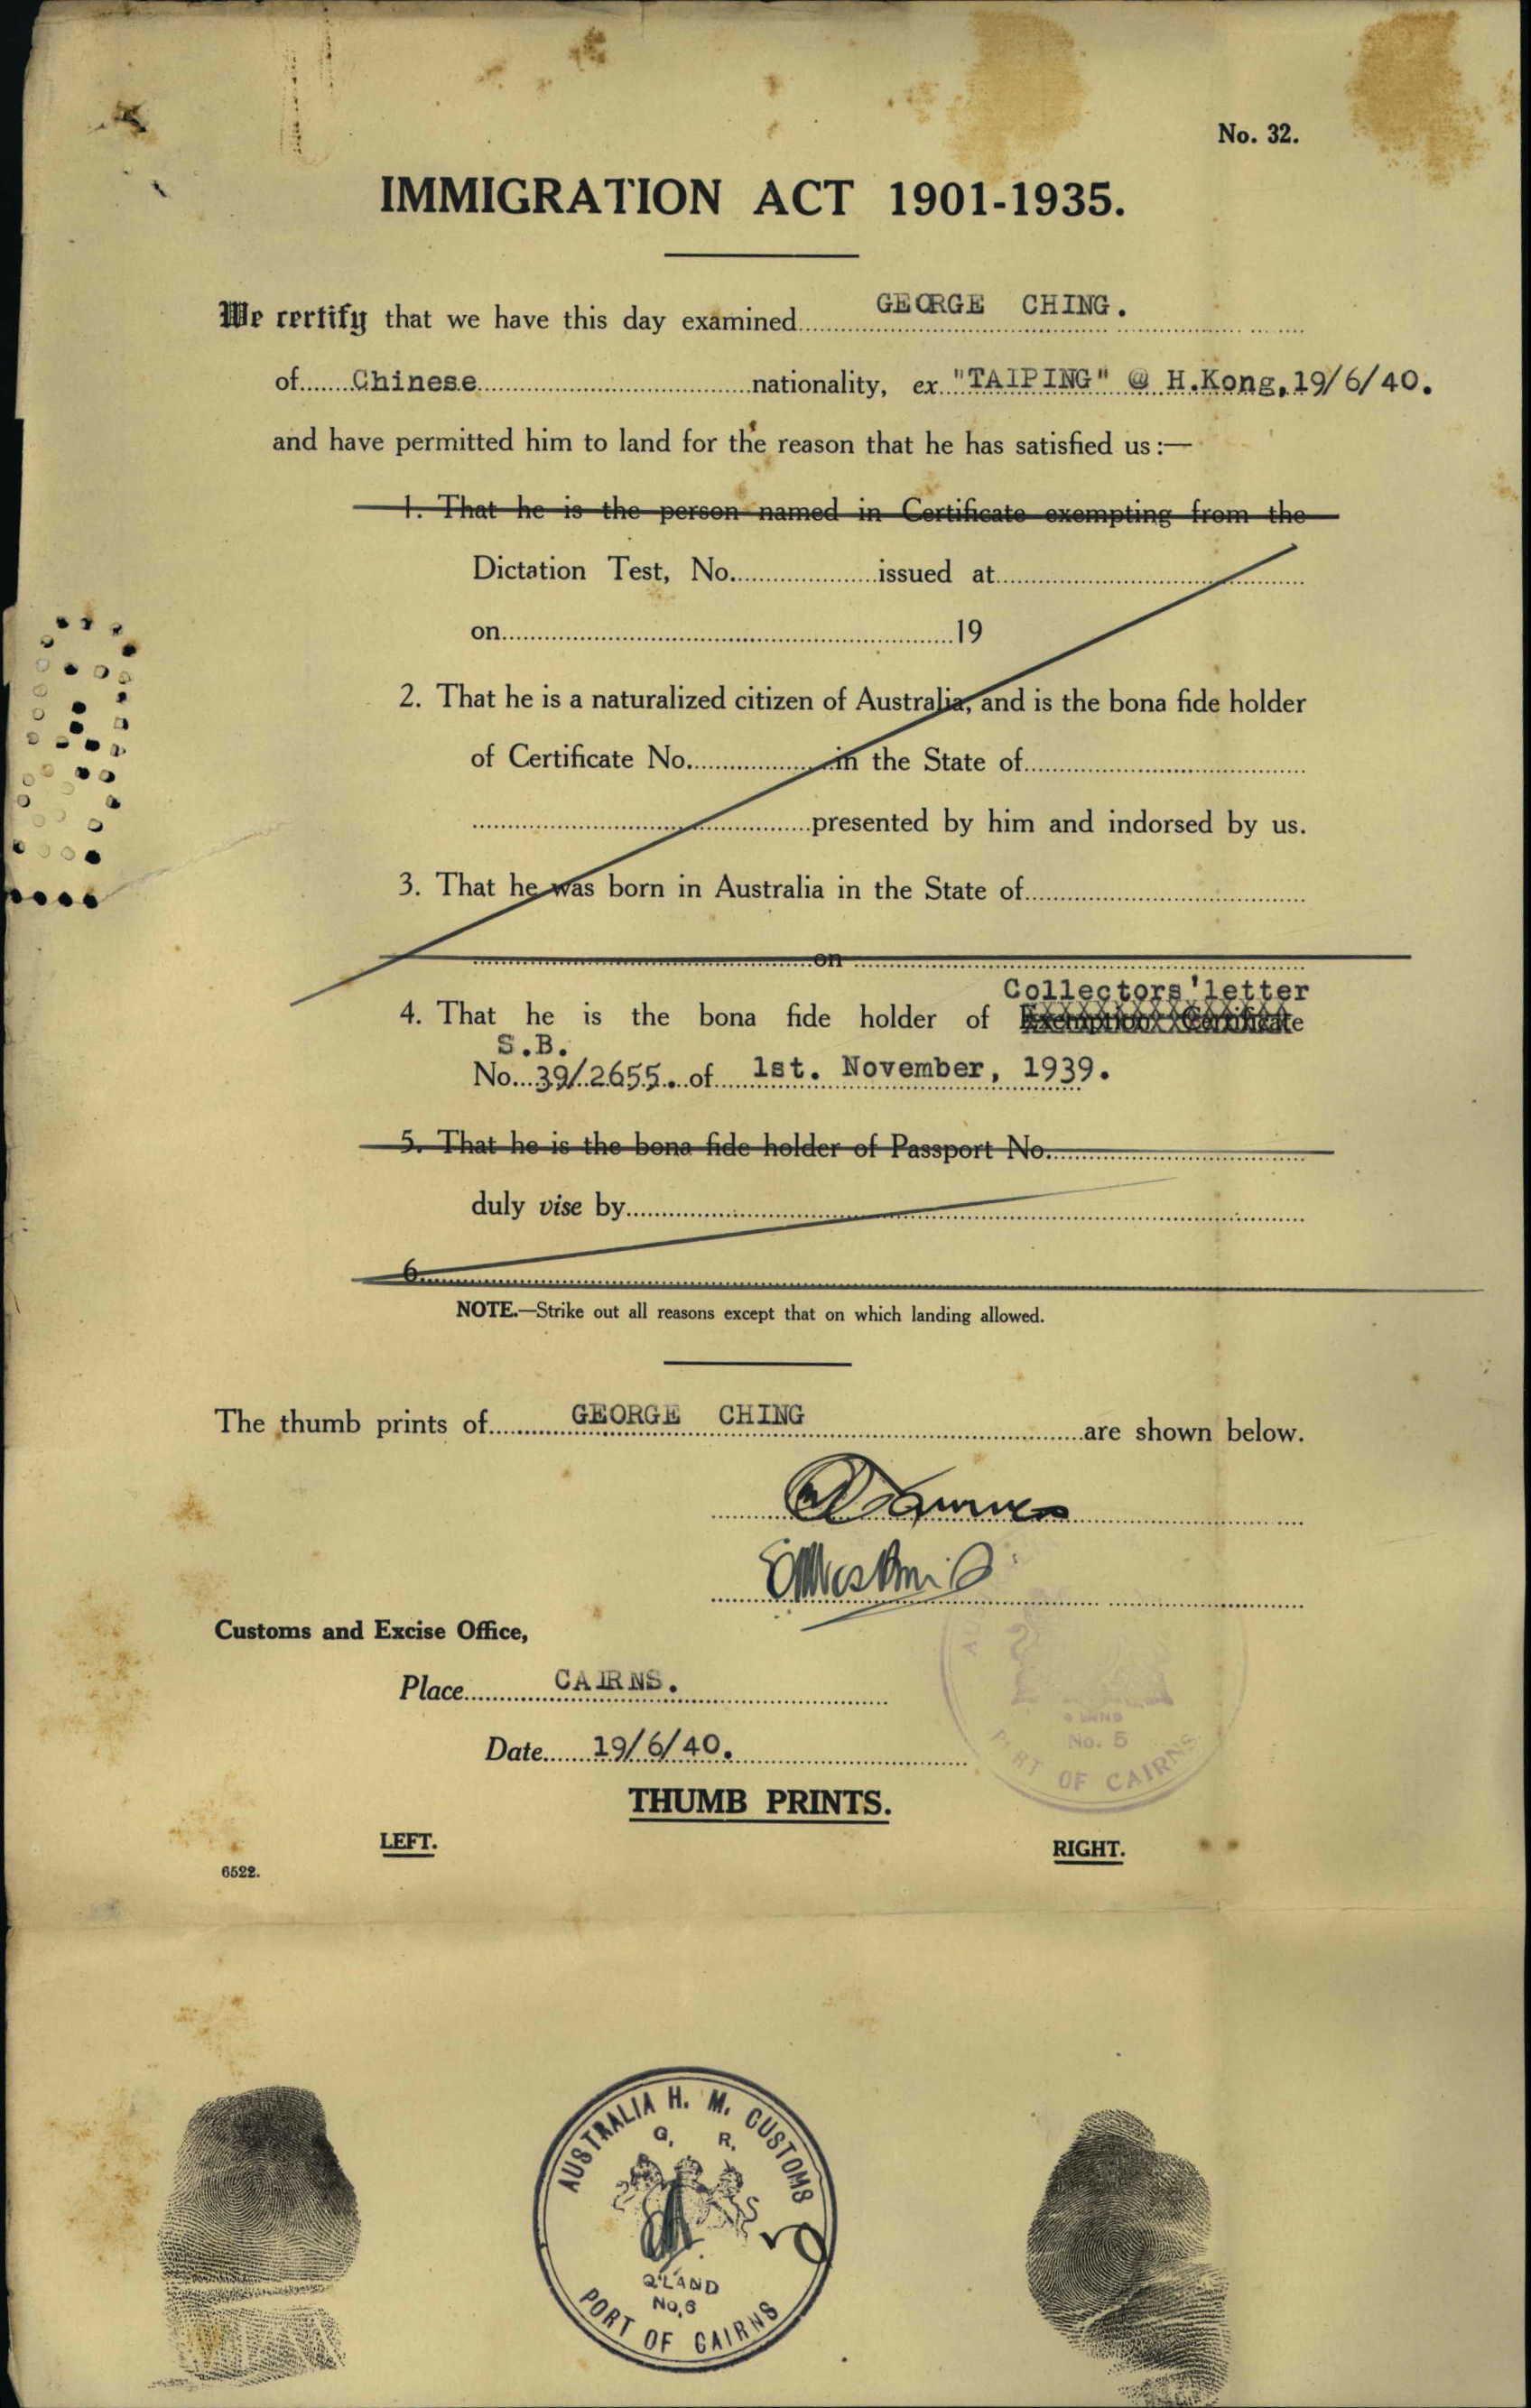 No. 32.
IMMIGRATION ACT 1901-1935.
We certify that we have this day examined GEORGE CHING.
of Chinese nationality, ex "TAIPING" @ H.Kong, 19/6/40.
and have permitted him to land for the reason that he has satisfied us :—
1. That he is the person named in Certificate exempting from the
Dictation Test, No. issued at
on 19
2. That he is a naturalized citizen of Australia, and is the bona fide holder
of Certificate No. in the State of
presented by him and indorsed by us.
3. That he was born in Australia in the State of
on
Collectors' letter
4. That he is the bona fide holder of Exemption Certificate
S.B.
No. 39/2655. of 1st. November, 1939.
5. That he is the bona fide holder of Passport No.
duly vise by
6.
NOTE.—Strike out all reasons except that on which landing allowed.
The thumb prints of GEORGE CHING are shown below.
Customs and Excise Office,
Place CAIRNS.
Date 19/6/40.
No. 5
PORT OF CAIRNS
THUMB PRINTS.
LEFT. RIGHT.
6522.
AUSTRALIA H. M. CUSTOMS
G. R.
Q'LAND
No.
PORT OF CAIRNS